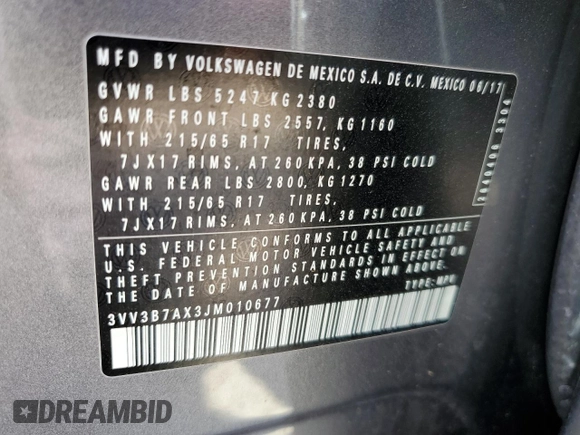 MFD BY VOLKSWAGEN DE MEXICO S.A. DE C.V. MEXICO 06/17
GVWR LBS 5247 KG 2380
GAWR FRONT LBS 2557, KG 1160
WITH 215/65 R17 TIRES,
7JX17 RIMS, AT 260 KPA, 38 PSI COLD
GAWR REAR LBS 2800, KG 1270
WITH 215/65 R17 TIRES,
7JX17 RIMS, AT 260 KPA, 38 PSI COLD
THIS VEHICLE CONFORMS TO ALL APPLICABLE
U.S. FEDERAL MOTOR VEHICLE SAFETY AND
THEFT PREVENTION STANDARDS IN EFFECT ON
THE DATE OF MANUFACTURE SHOWN ABOVE.
TYPE: MPV
3VV3B7AX3JM010677
3304
DREAMBID